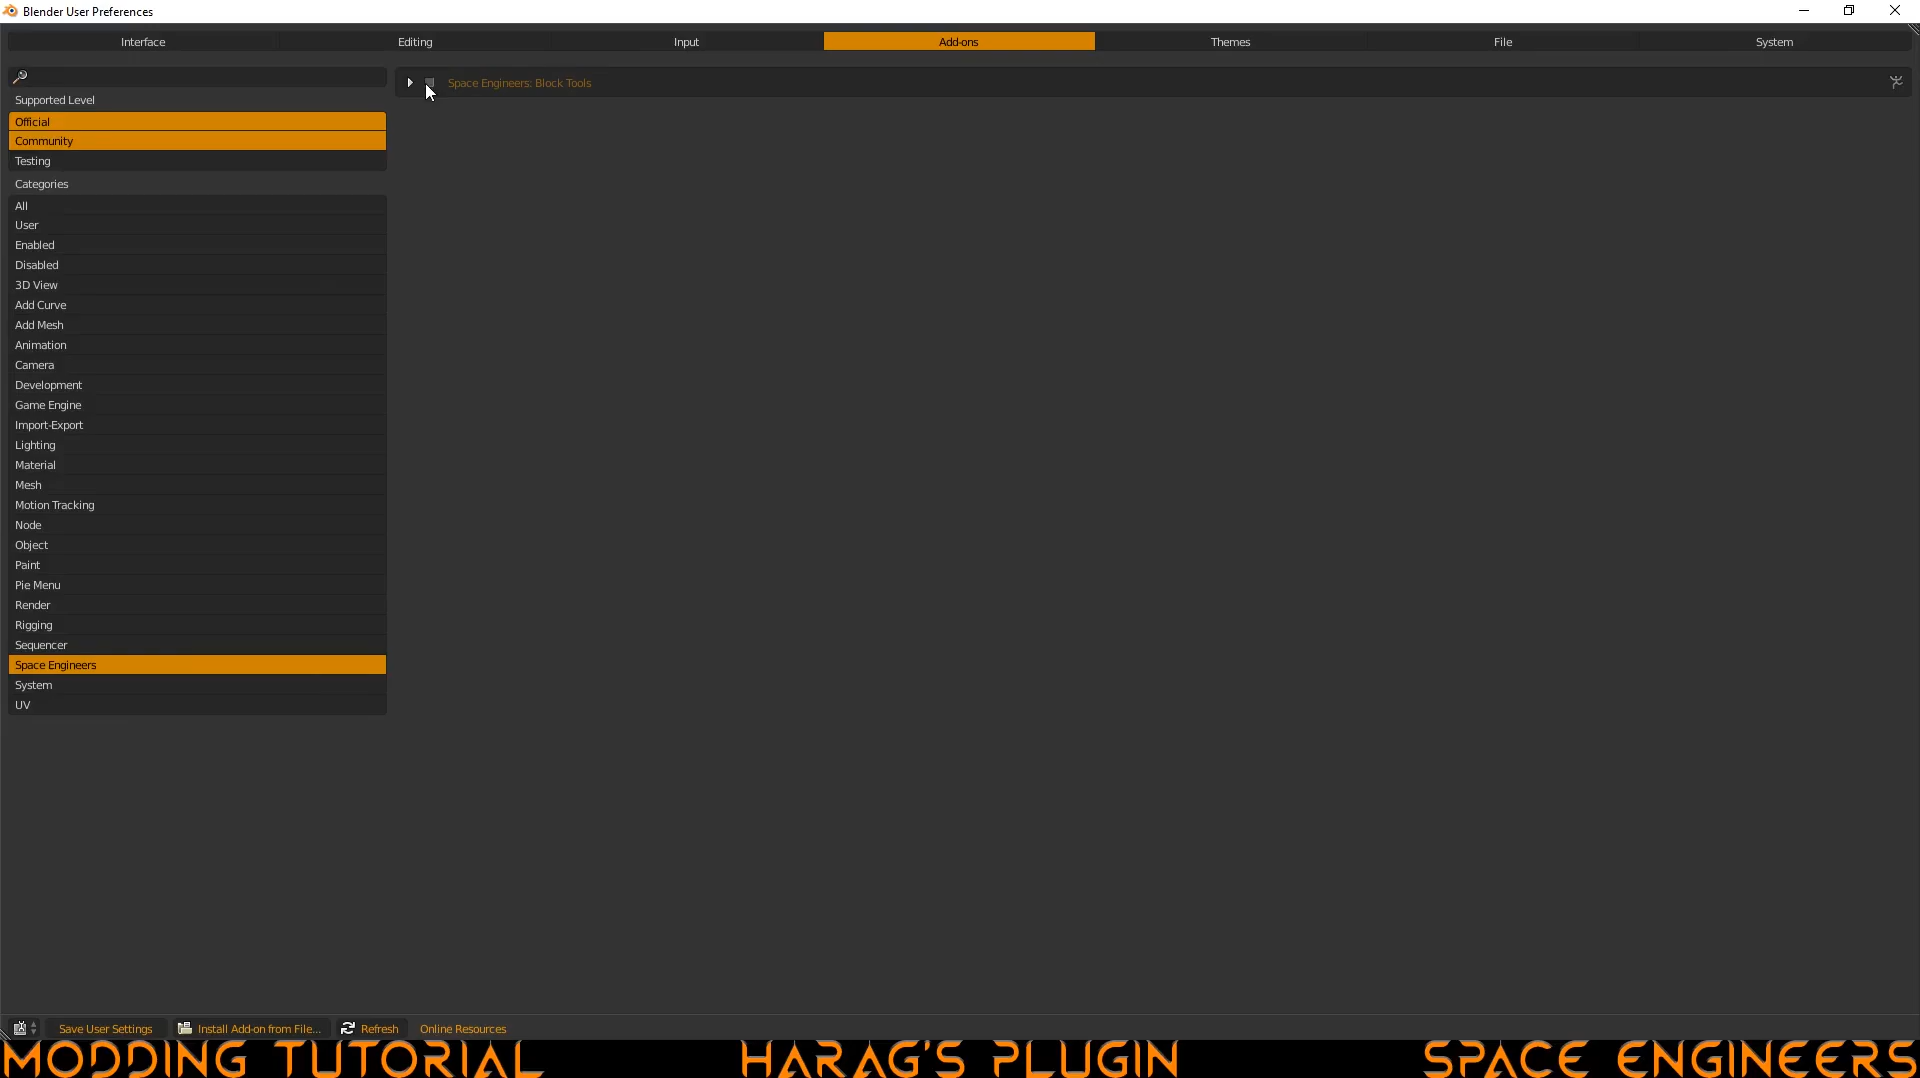 Blender User Preferences
Interface Editing Input Add-ons Themes File System
Space Engineers: Block Tools
Supported Level
Official
Community
Testing
Categories
All
User
Enabled
Disabled
3D View
Add Curve
Add Mesh
Animation
Camera
Development
Game Engine
Import-Export
Lighting
Material
Mesh
Motion Tracking
Node
Object
Paint
Pie Menu
Render
Rigging
Sequencer
Space Engineers
System
UV
Save User Settings Install Add-on from File... Refresh Online Resources
MODDING TUTORIAL HARAG'S PLUGIN SPACE ENGINEERS